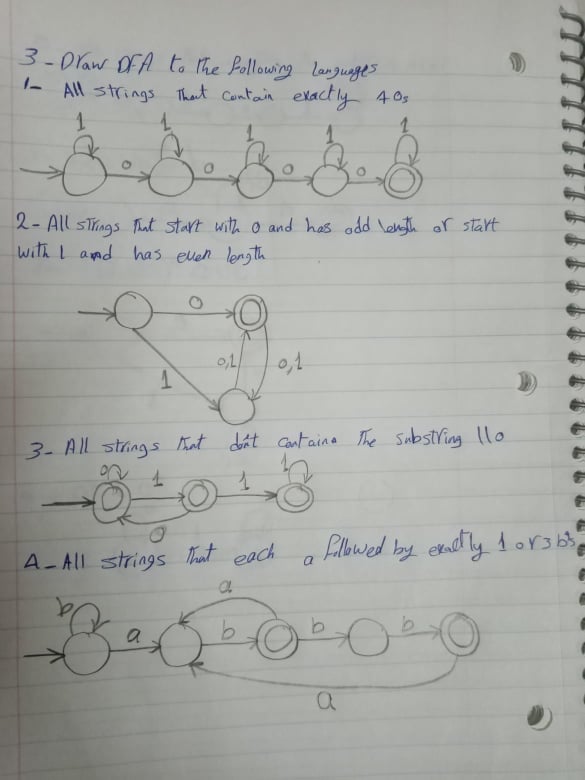 3 - Draw DFA to the following languages
1- All strings that contain exactly 4 0s
1 1 1 1 1
0 0 0 0
2- All strings that start with 0 and has odd length or start
with 1 and has even length
0
1 0,1 0,1
3- All strings that don't contains the substring 110
0 1 1 1
0
4- All strings that each a followed by exactly 1 or 3 b's
a
b a b b b
a